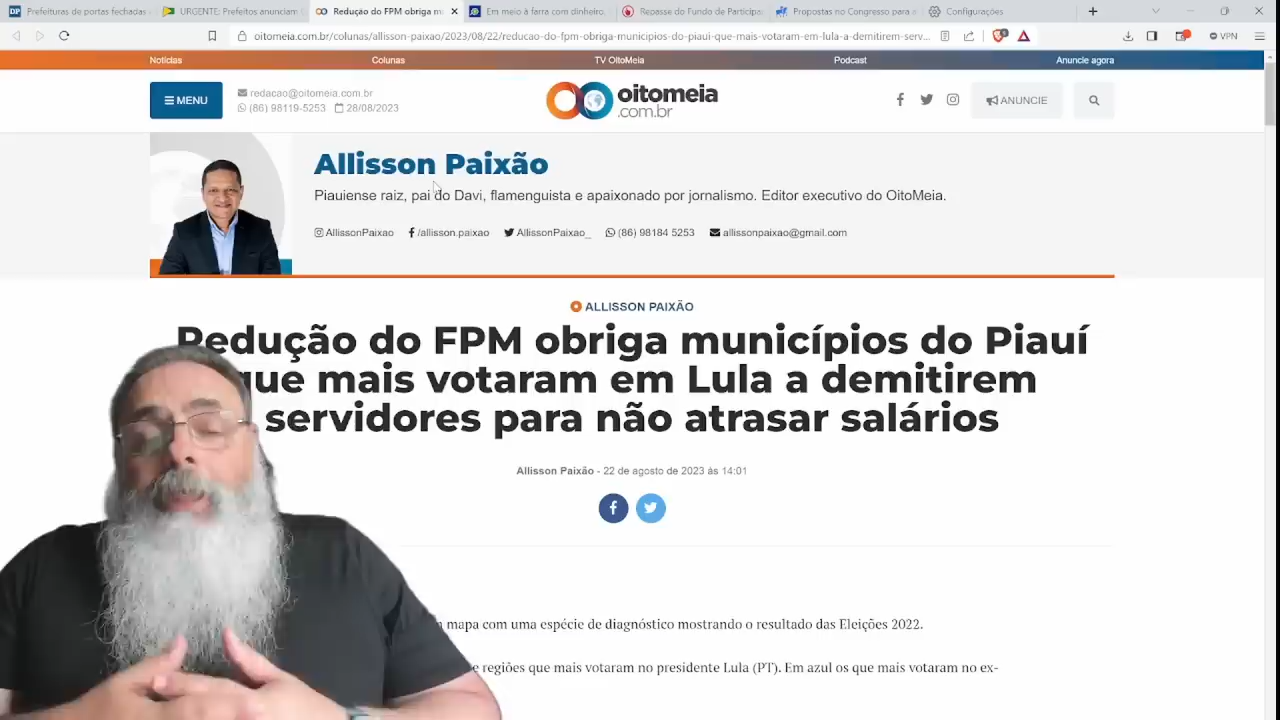 Prefeituras de portas fechadas
URGENTE: Prefeitos anunciam
Redução do FPM obriga m
Em meio à farra com dinheiro
Repasse do Fundo de Participa
Propostas no Congresso para a
Configurações
oitomeia.com.br/colunas/allisson-paixao/2023/08/22/reducao-do-fpm-obriga-municipios-do-piaui-que-mais-votaram-em-lula-a-demitirem-serv...
VPN
Notícias
Colunas
TV OitoMeia
Podcast
Anuncie agora
MENU
redacao@oitomeia.com.br
(86) 98119-5253 28/08/2023
oitomeia
.com.br
ANUNCIE
Allisson Paixão
Piauiense raiz, pai do Davi, flamenguista e apaixonado por jornalismo. Editor executivo do OitoMeia.
AllissonPaixao /allisson.paixao AllissonPaixao_ (86) 98184 5253 allissonpaixao@gmail.com
ALLISSON PAIXÃO
Redução do FPM obriga municípios do Piauí
que mais votaram em Lula a demitirem
servidores para não atrasar salários
Allisson Paixão - 22 de agosto de 2023 às 14:01
mapa com uma espécie de diagnóstico mostrando o resultado das Eleições 2022.
regiões que mais votaram no presidente Lula (PT). Em azul os que mais votaram no ex-